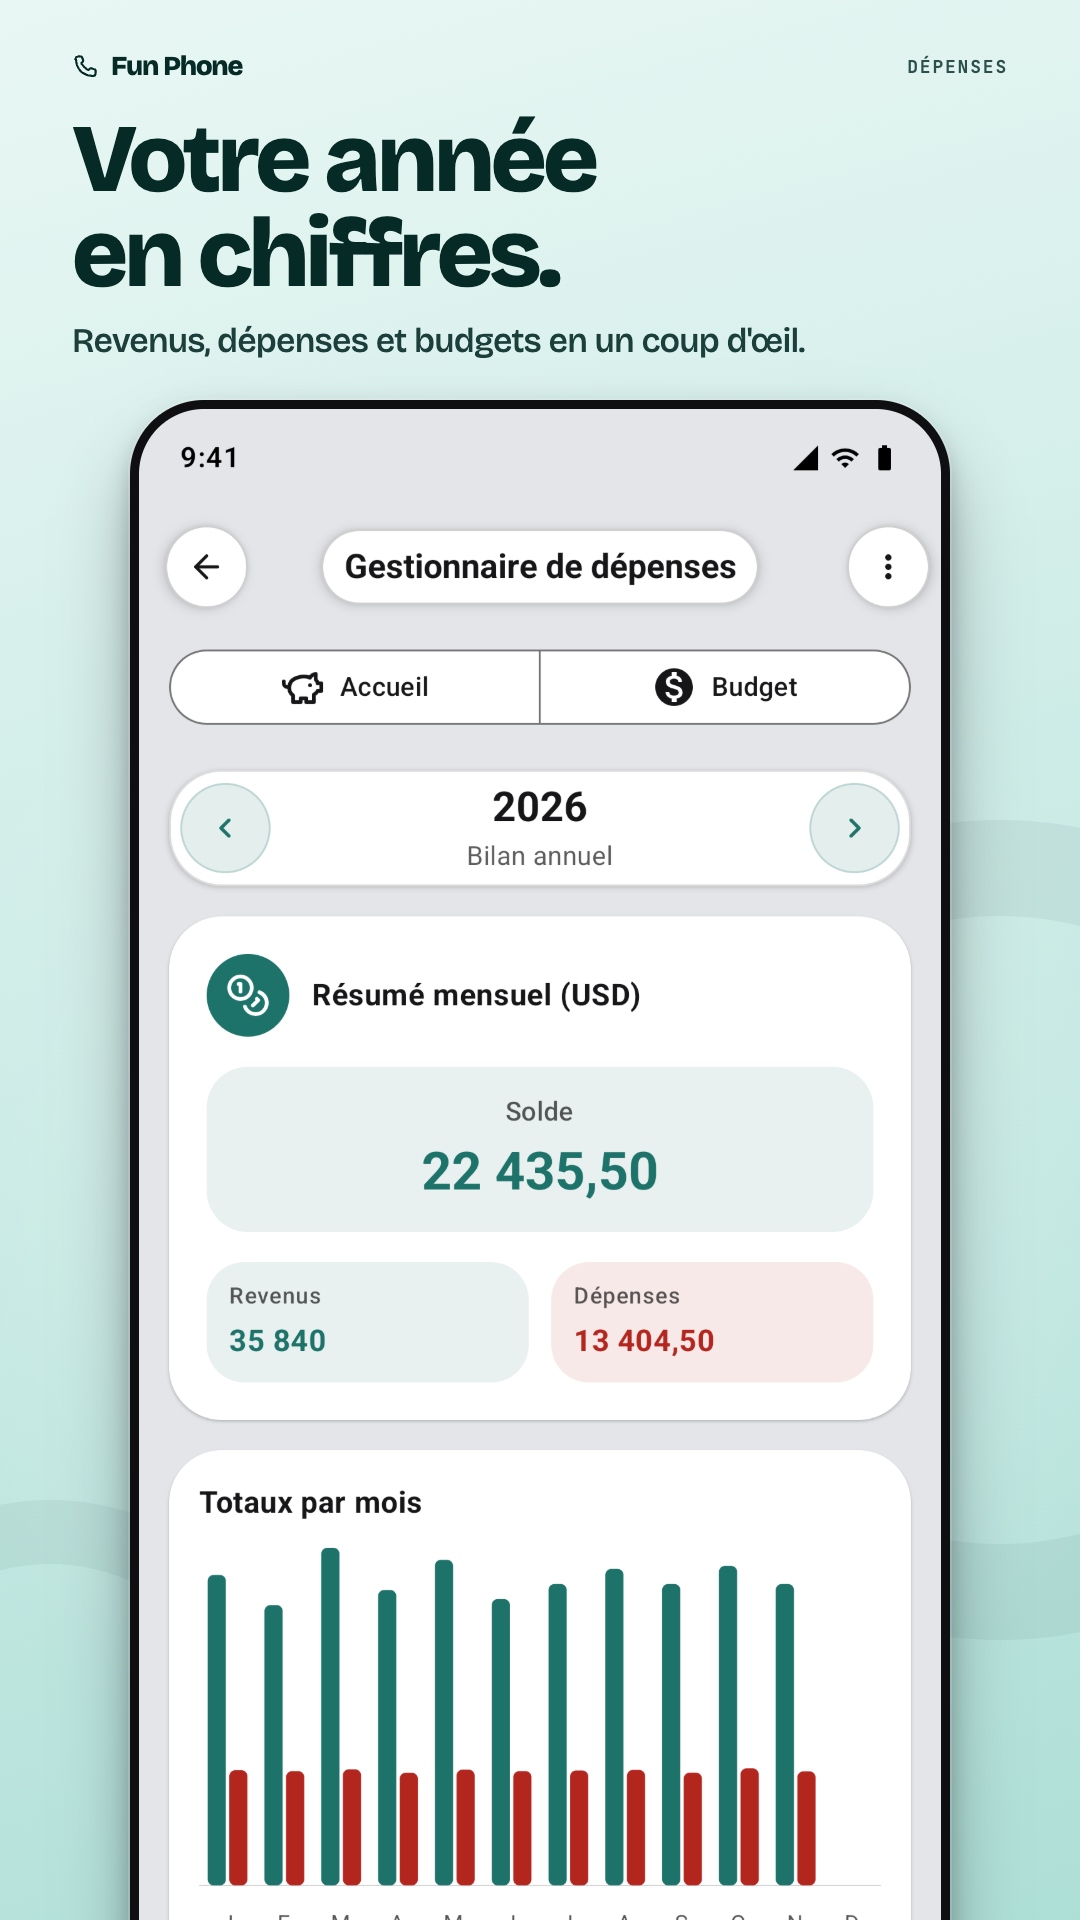 Fun Phone
DÉPENSES
Votre année
en chiffres.
Revenus, dépenses et budgets en un coup d'œil.
9:41
Gestionnaire de dépenses
Accueil
Budget
2026
Bilan annuel
Résumé mensuel (USD)
Solde
22 435,50
Revenus
Dépenses
35 840
13 404,50
Totaux par mois